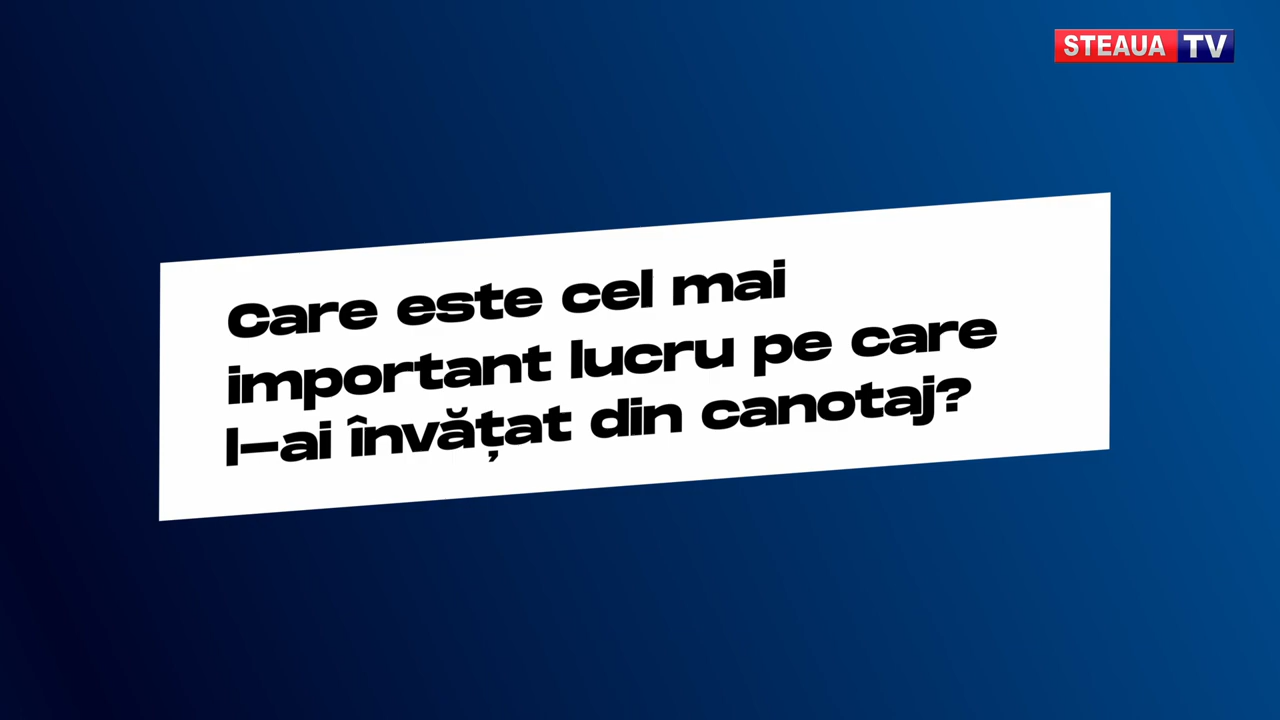 STEAUA TV
Care este cel mai
important lucru pe care
l-ai învățat din canotaj?